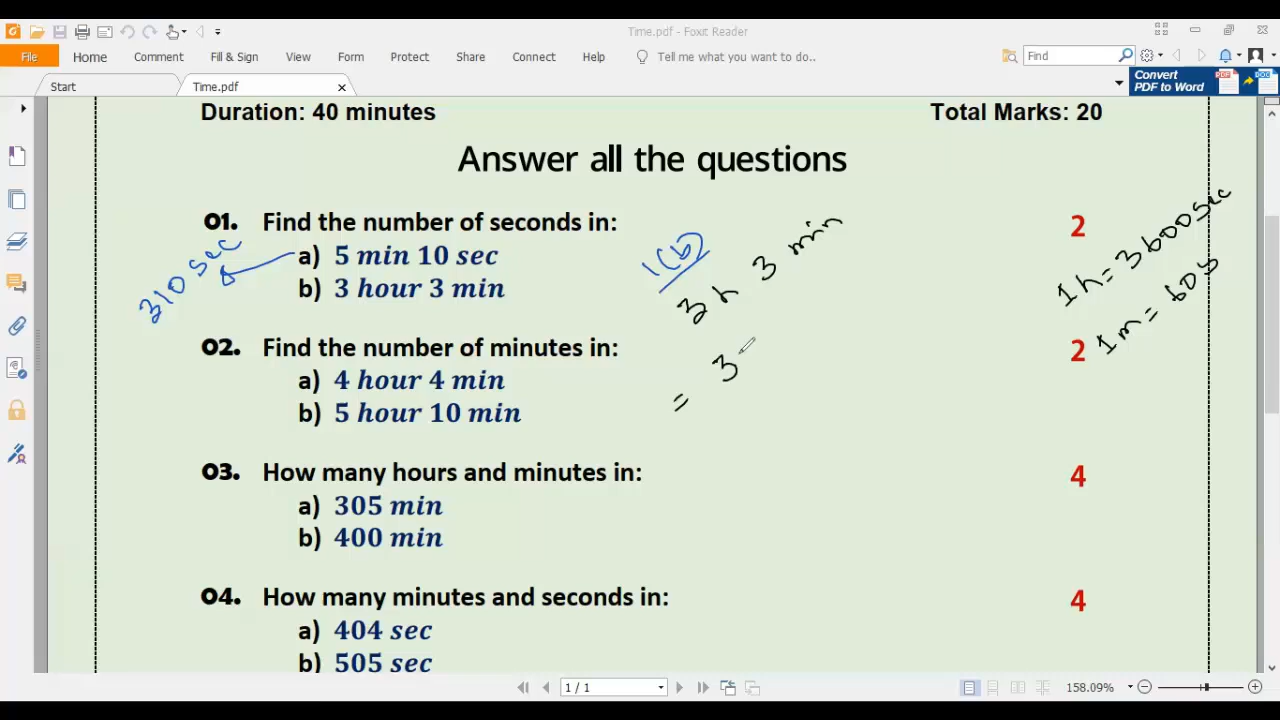 Time.pdf - Foxit Reader
File Home Comment Fill & Sign View Form Protect Share Connect Help Tell me what you want to do.. Find
Start Time.pdf x
Convert PDF to Word
PDF DOC
Duration: 40 minutes Total Marks: 20
Answer all the questions
01. Find the number of seconds in: 2
a) 5 min 10 sec
b) 3 hour 3 min
310 sec
1(b)
3 h 3 min
= 3
1 h = 3600 sec
1 m = 60 s
02. Find the number of minutes in: 2
a) 4 hour 4 min
b) 5 hour 10 min
03. How many hours and minutes in: 4
a) 305 min
b) 400 min
04. How many minutes and seconds in: 4
a) 404 sec
b) 505 sec
1 / 1 158.09%